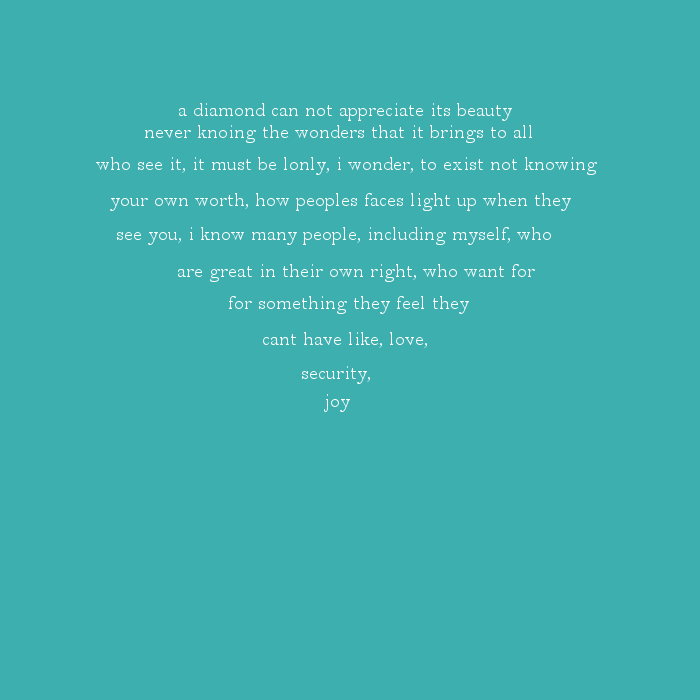 a diamond can not appreciate its beauty
never knoing the wonders that it brings to all
who see it, it must be lonly, i wonder, to exist not knowing
your own worth, how peoples faces light up when they
see you, i know many people, including myself, who
are great in their own right, who want for
for something they feel they
cant have like, love,
security,
joy